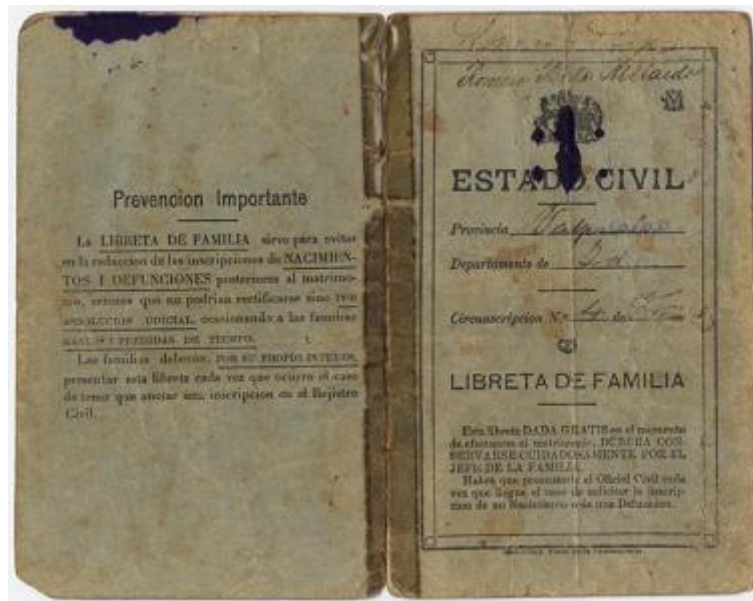 Prevencion Importante
La LIBRETA DE FAMILIA sirve para evitar
en la redaccion de las inscripciones de NACIMIEN-
TOS I DEFUNCIONES posteriores al matrimo-
nio, errores que no podrian rectificarse sino POR
RESOLUCION JUDICIAL, ocasionando a las familias
GASTOS I PERDIDAS DE TIEMPO.
Las familias deberán, POR SU PROPIO INTERES,
presentar esta libreta cada vez que ocurra el caso
de tener que anotar una inscripcion en el Rejistro
Civil.
Romero
ESTADO CIVIL
Provincia Valparaiso
Departamento de
Circunscripcion N.º 4 de
LIBRETA DE FAMILIA
Esta libreta DADA GRATIS en el momento
de efectuarse el matrimonio, DEBERA CON-
SERVARSE CUIDADOSAMENTE POR EL
JEFE DE LA FAMILIA.
Habrá que presentarla al Oficial Civil cada
vez que llegue el caso de solicitar la inscrip-
cion de un Nacimiento o de una Defuncion.